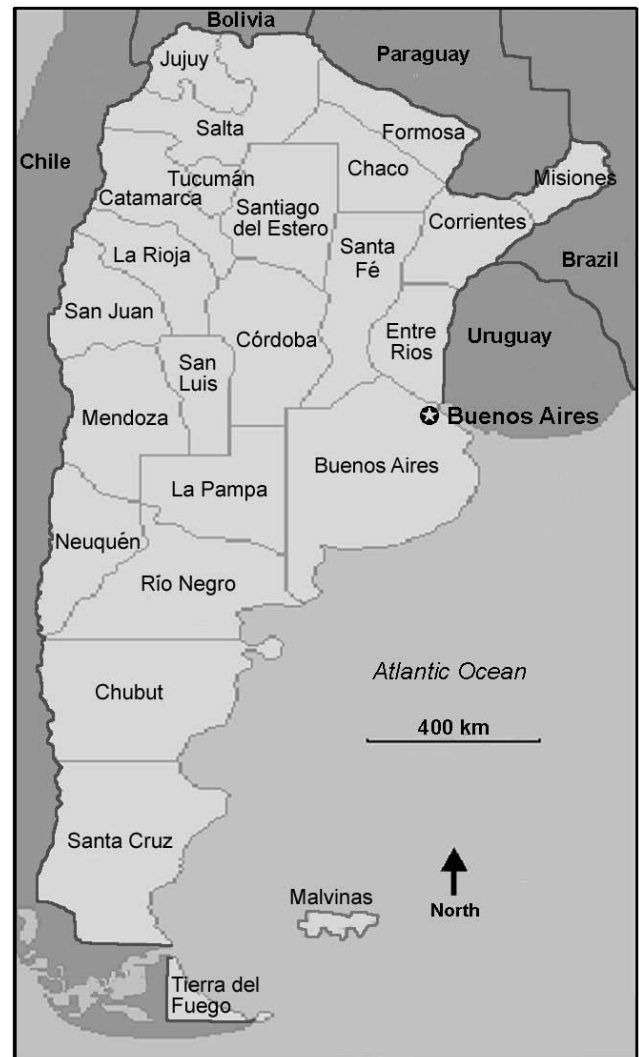 Bolivia
Jujuy
Paraguay
Salta
Formosa
Chile
Chaco
Tucumán
Misiones
Catamarca
Santiago
del Estero
Corrientes
La Rioja
Santa
Fé
Brazil
San Juan
Córdoba
Entre
Rios
Uruguay
San
Luis
Mendoza
Buenos Aires
Buenos Aires
La Pampa
Neuquén
Río Negro
Atlantic Ocean
Chubut
400 km
Santa Cruz
Malvinas
North
Tierra del
Fuego